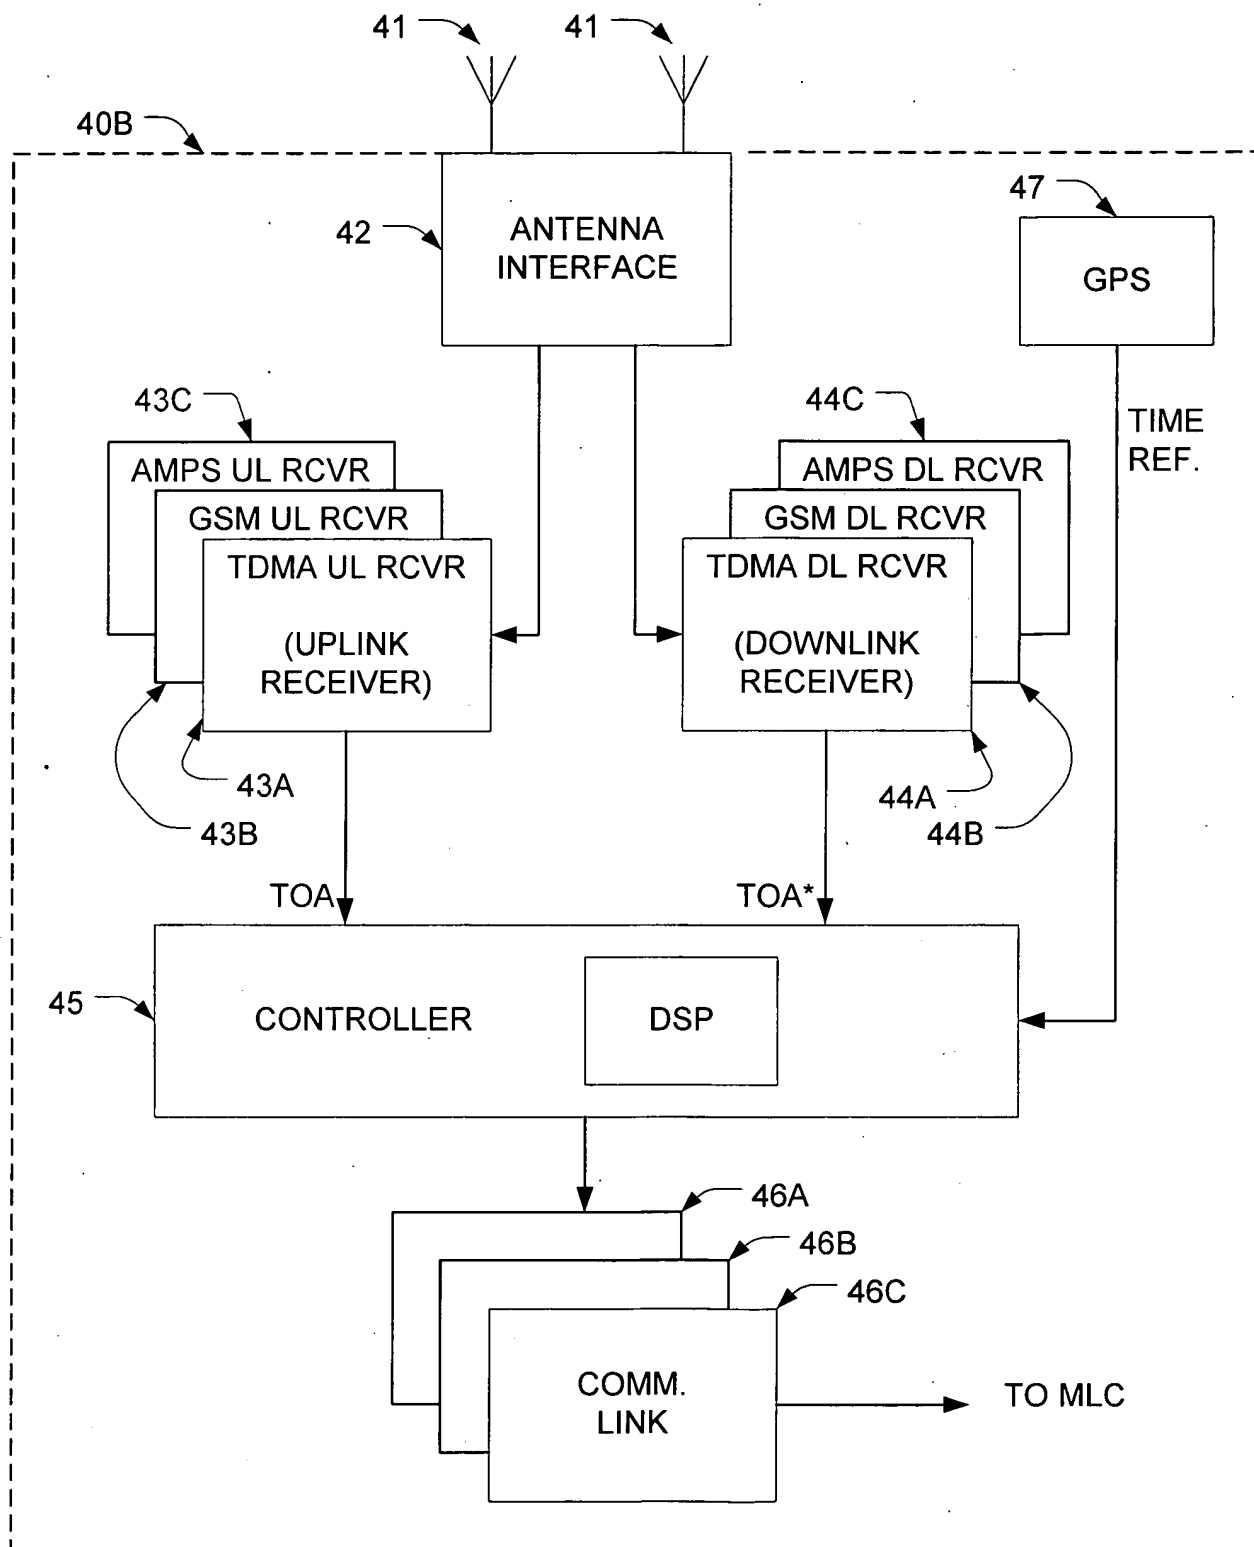 41
41
40B
47
42
ANTENNA
INTERFACE
GPS
43C
44C
TIME
REF.
AMPS UL RCVR
AMPS DL RCVR
GSM UL RCVR
GSM DL RCVR
TDMA UL RCVR
TDMA DL RCVR
(UPLINK
RECEIVER)
(DOWNLINK
RECEIVER)
43A
44A
43B
44B
TOA
TOA*
45
CONTROLLER
DSP
46A
46B
46C
COMM.
LINK
TO MLC